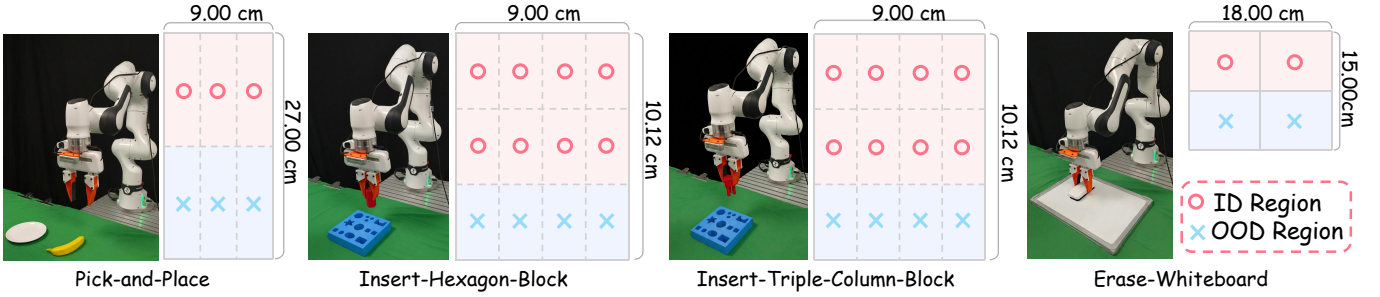 9.00 cm
9.00 cm
9.00 cm
18.00 cm
27.00 cm
10.12 cm
10.12 cm
15.00cm
ID Region
OOD Region
Pick-and-Place
Insert-Hexagon-Block
Insert-Triple-Column-Block
Erase-Whiteboard